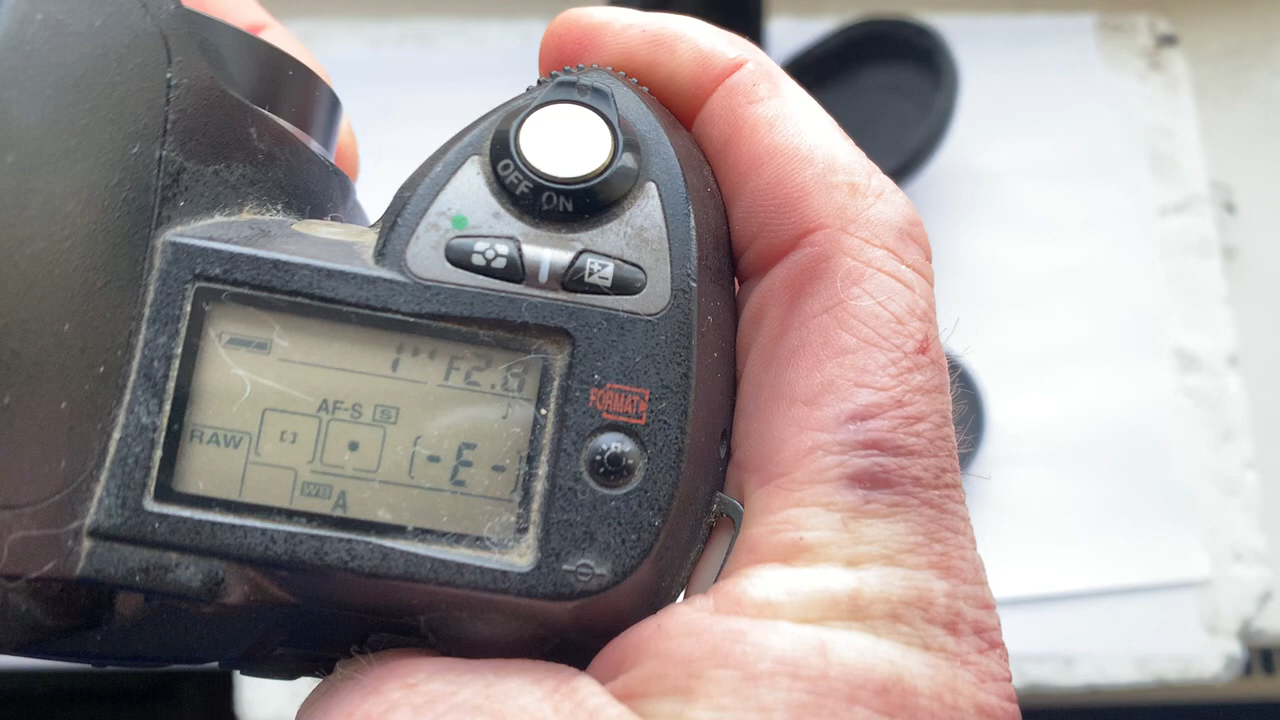 OFF ON
1" F2.8
AF-S S
RAW
[-E-]
WB A
FORMAT